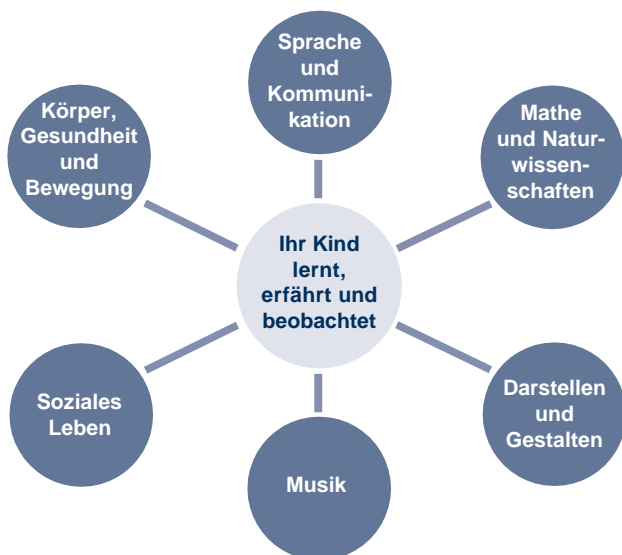 Sprache
und
Kommuni-
kation
Mathe
und Natur-
wissen-
schaften
Darstellen
und
Gestalten
Musik
Soziales
Leben
Körper,
Gesundheit
und
Bewegung
Ihr Kind
lernt,
erfährt und
beobachtet